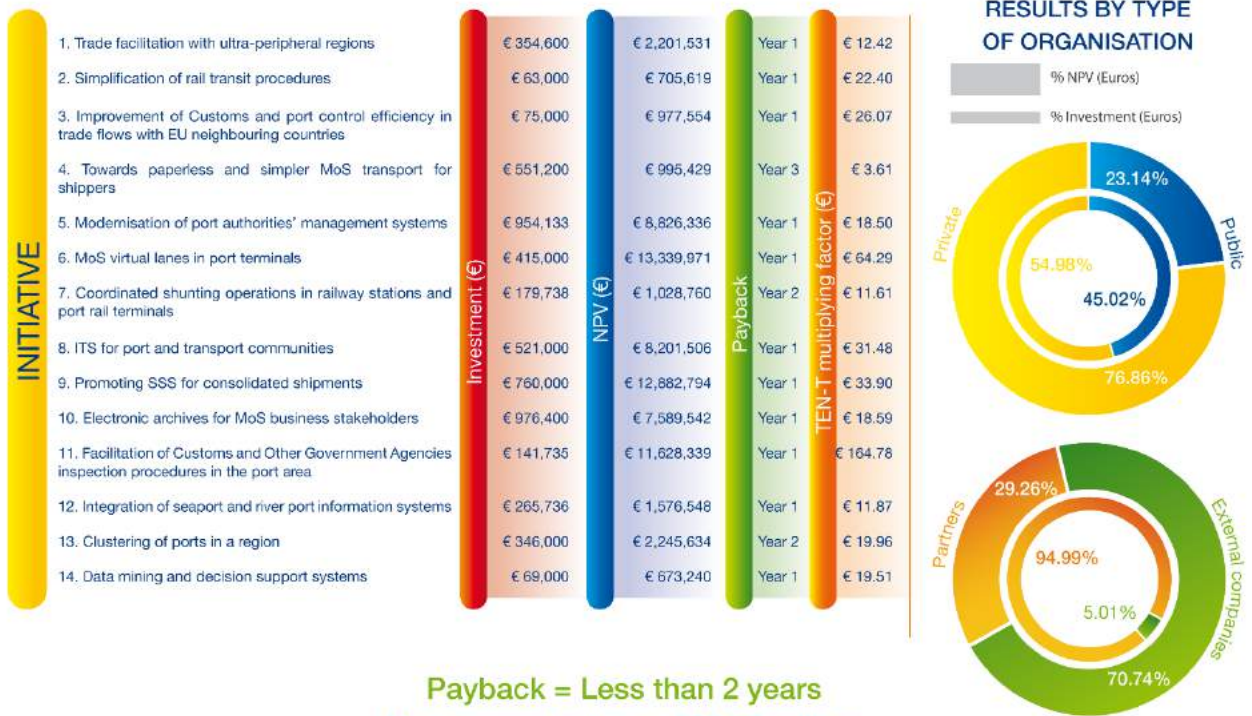 INITIATIVE
Investment (€)
NPV (€)
Payback
TEN-T multiplying factor (€)
1. Trade facilitation with ultra-peripheral regions € 354,600 € 2,201,531 Year 1 € 12.42
2. Simplification of rail transit procedures € 63,000 € 705,619 Year 1 € 22.40
3. Improvement of Customs and port control efficiency in
trade flows with EU neighbouring countries € 75,000 € 977,554 Year 1 € 26.07
4. Towards paperless and simpler MoS transport for
shippers € 551,200 € 995,429 Year 3 € 3.61
5. Modernisation of port authorities' management systems € 954,133 € 8,826,336 Year 1 € 18.50
6. MoS virtual lanes in port terminals € 415,000 € 13,339,971 Year 1 € 64.29
7. Coordinated shunting operations in railway stations and
port rail terminals € 179,738 € 1,028,760 Year 2 € 11.61
8. ITS for port and transport communities € 521,000 € 8,201,506 Year 1 € 31.48
9. Promoting SSS for consolidated shipments € 760,000 € 12,882,794 Year 1 € 33.90
10. Electronic archives for MoS business stakeholders € 976,400 € 7,589,542 Year 1 € 18.59
11. Facilitation of Customs and Other Government Agencies
inspection procedures in the port area € 141,735 € 11,628,339 Year 1 € 164.78
12. Integration of seaport and river port information systems € 265,736 € 1,576,548 Year 1 € 11.87
13. Clustering of ports in a region € 346,000 € 2,245,634 Year 2 € 19.96
14. Data mining and decision support systems € 69,000 € 673,240 Year 1 € 19.51
Payback = Less than 2 years
RESULTS BY TYPE
OF ORGANISATION
% NPV (Euros)
% Investment (Euros)
Private
Public
23.14%
54.98%
45.02%
76.86%
Partners
External companies
29.26%
94.99%
5.01%
70.74%